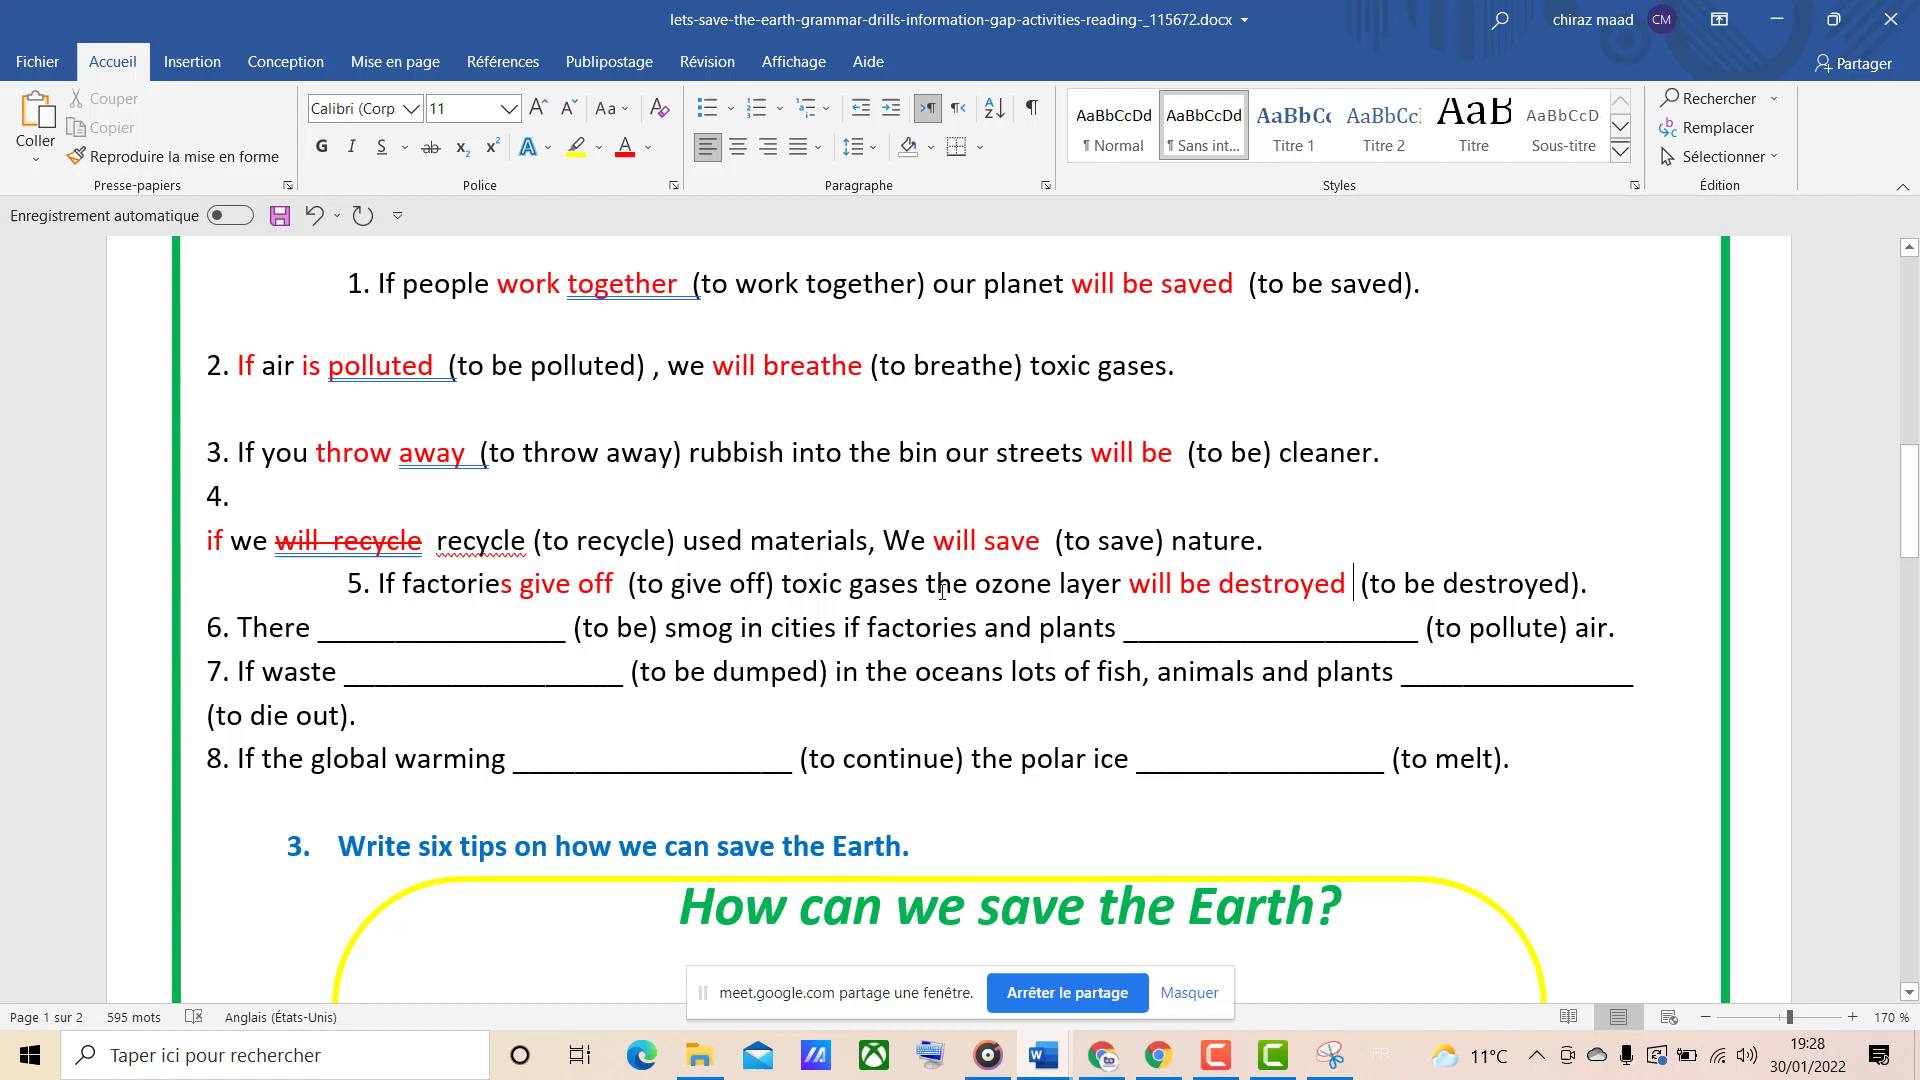 lets-save-the-earth-grammar-drills-information-gap-activities-reading-_115672.docx
chiraz maad CM
Fichier Accueil Insertion Conception Mise en page Références Publipostage Révision Affichage Aide Partager
Coller
Couper
Copier
Reproduire la mise en forme
Presse-papiers
Calibri (Corp 11
G I S ab x₂ x² A A
Police
Paragraphe
AaBbCcDd ¶ Normal
AaBbCcDd ¶ Sans int...
AaBbCc Titre 1
AaBbCcI Titre 2
AaB Titre
AaBbCcD Sous-titre
Styles
Rechercher
Remplacer
Sélectionner
Édition
Enregistrement automatique
1. If people work together (to work together) our planet will be saved (to be saved).
2. If air is polluted (to be polluted) , we will breathe (to breathe) toxic gases.
3. If you throw away (to throw away) rubbish into the bin our streets will be (to be) cleaner.
4.
if we will recycle recycle (to recycle) used materials, We will save (to save) nature.
5. If factories give off (to give off) toxic gases the ozone layer will be destroyed (to be destroyed).
6. There ________________ (to be) smog in cities if factories and plants ___________________ (to pollute) air.
7. If waste __________________ (to be dumped) in the oceans lots of fish, animals and plants _______________
(to die out).
8. If the global warming __________________ (to continue) the polar ice ________________ (to melt).
3. Write six tips on how we can save the Earth.
How can we save the Earth?
meet.google.com partage une fenêtre. Arrêter le partage Masquer
Page 1 sur 2 595 mots Anglais (États-Unis) 170 %
Taper ici pour rechercher
FR
11°C
19:28
30/01/2022